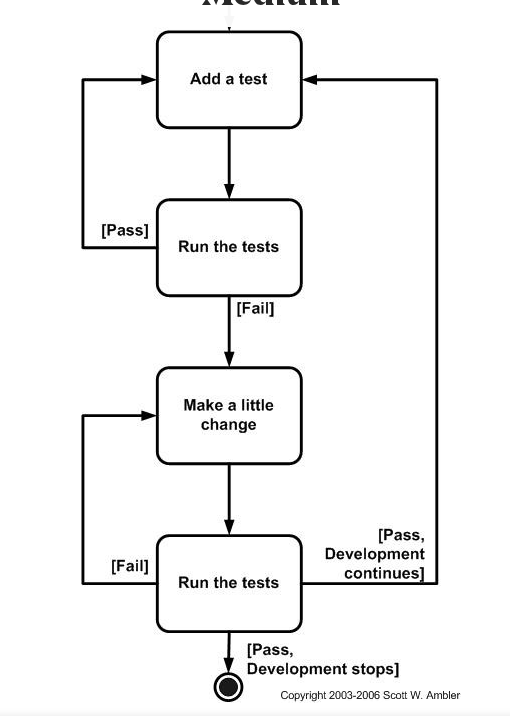 Medium
Add a test
[Pass]
Run the tests
[Fail]
Make a little
change
[Pass,
Development
continues]
[Fail]
Run the tests
[Pass,
Development stops]
Copyright 2003-2006 Scott W. Ambler